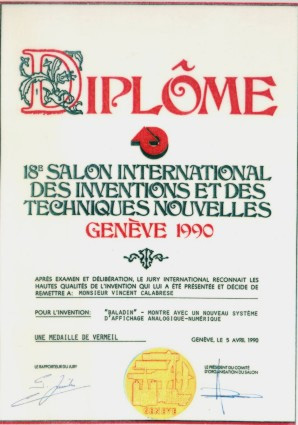 DIPLÔME
18E SALON INTERNATIONAL
DES INVENTIONS ET DES
TECHNIQUES NOUVELLES
GENÈVE 1990
APRÈS EXAMEN ET DÉLIBÉRATION, LE JURY INTERNATIONAL RECONNAIT LES
HAUTES QUALITÉS DE L'INVENTION QUI LUI A ÉTÉ PRÉSENTÉE ET DÉCIDE DE
REMETTRE A: MONSIEUR VINCENT CALABRESE
POUR L'INVENTION: "BALADIN" - MONTRE AVEC UN NOUVEAU SYSTÈME
D'AFFICHAGE ANALOGIQUE-NUMÉRIQUE
UNE MEDAILLE DE VERMEIL GENÈVE, LE 5 AVRIL 1990
LE RAPPORTEUR DU JURY
LE PRÉSIDENT DU COMITÉ
D'ORGANISATION DU SALON